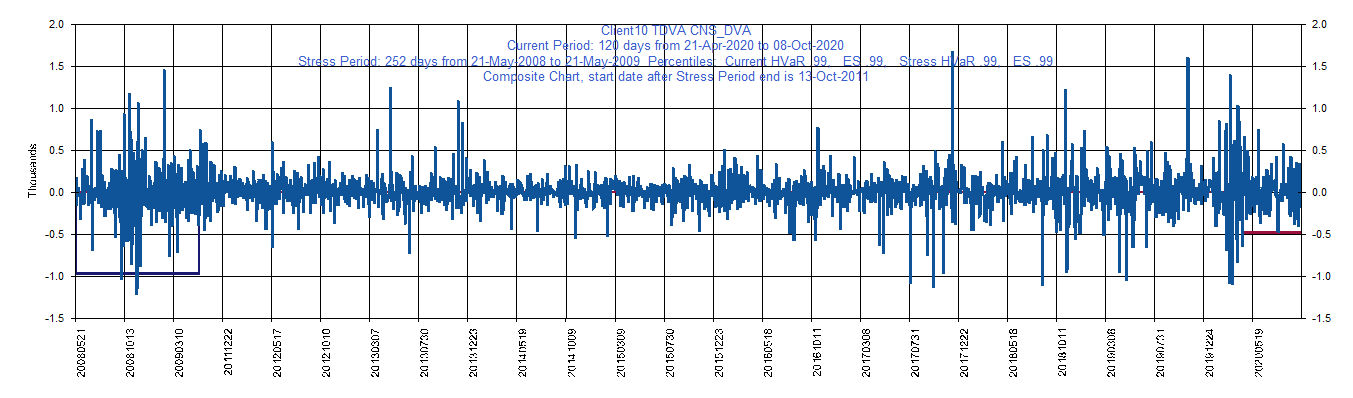 Client10 TDVA CNS_DVA
Current Period: 120 days from 21-Apr-2020 to 08-Oct-2020
Stress Period: 252 days from 21-May-2008 to 21-May-2009 Percentiles: Current HVaR .99, ES .99, Stress HVaR .99, ES .99
Composite Chart, start date after Stress Period end is 13-Oct-2011
2.0 2.0
1.5 1.5
1.0 1.0
0.5 0.5
Thousands
0.0 0.0
-0.5 -0.5
-1.0 -1.0
-1.5 -1.5
20080521 20081013 20090310 20111222 20120517 20121010 20130307 20130730 20131223 20140519 20141009 20150309 20150730 20151223 20160518 20161011 20170308 20170731 20171222 20180518 20181011 20190308 20190731 20191224 20200519